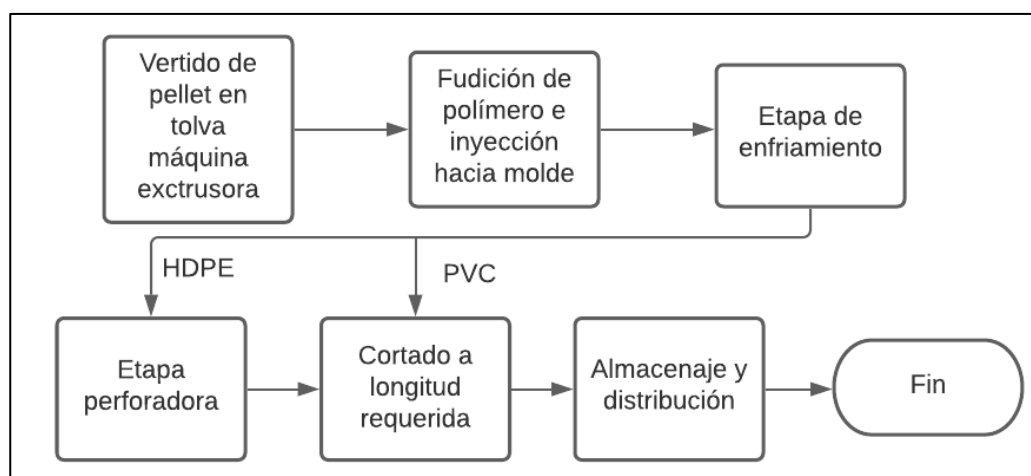 Vertido de
pellet en
tolva
máquina
exctrusora
Fudición de
polímero e
inyección
hacia molde
Etapa de
enfriamiento
HDPE
PVC
Etapa
perforadora
Cortado a
longitud
requerida
Almacenaje y
distribución
Fin